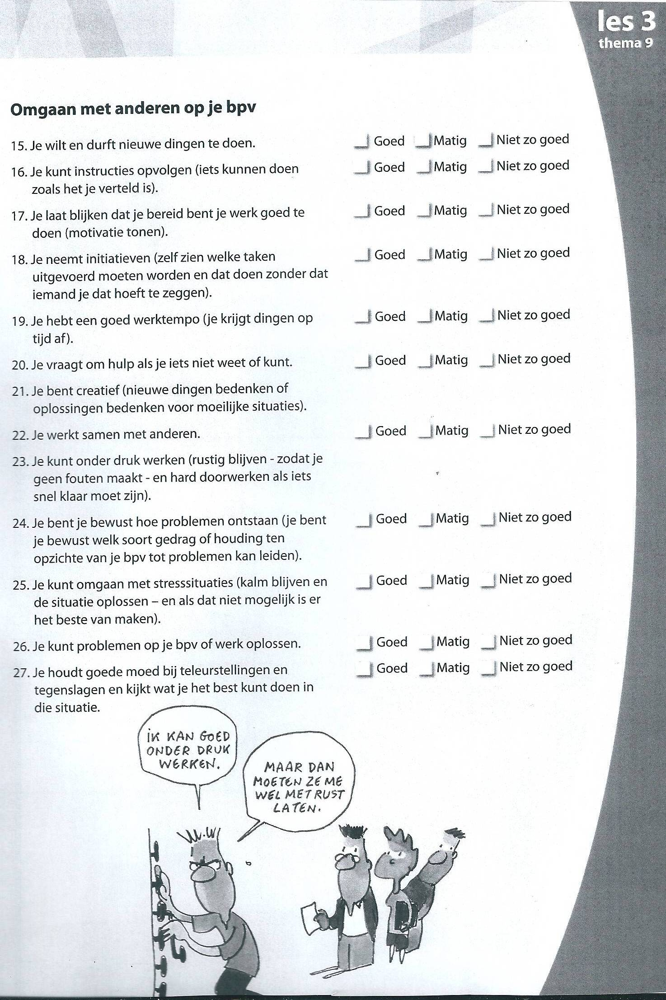 les 3
thema 9
Omgaan met anderen op je bpv
15. Je wilt en durft nieuwe dingen te doen. Goed Matig Niet zo goed
16. Je kunt instructies opvolgen (iets kunnen doen Goed Matig Niet zo goed
zoals het je verteld is).
17. Je laat blijken dat je bereid bent je werk goed te Goed Matig Niet zo goed
doen (motivatie tonen).
18. Je neemt initiatieven (zelf zien welke taken Goed Matig Niet zo goed
uitgevoerd moeten worden en dat doen zonder dat
iemand je dat hoeft te zeggen).
19. Je hebt een goed werktempo (je krijgt dingen op Goed Matig Niet zo goed
tijd af).
20. Je vraagt om hulp als je iets niet weet of kunt. Goed Matig Niet zo goed
21. Je bent creatief (nieuwe dingen bedenken of
oplossingen bedenken voor moeilijke situaties).
22. Je werkt samen met anderen. Goed Matig Niet zo goed
23. Je kunt onder druk werken (rustig blijven - zodat je
geen fouten maakt - en hard doorwerken als iets
snel klaar moet zijn).
24. Je bent je bewust hoe problemen ontstaan (je bent Goed Matig Niet zo goed
je bewust welk soort gedrag of houding ten
opzichte van je bpv tot problemen kan leiden).
25. Je kunt omgaan met stresssituaties (kalm blijven en Goed Matig Niet zo goed
de situatie oplossen – en als dat niet mogelijk is er
het beste van maken).
26. Je kunt problemen op je bpv of werk oplossen. Goed Matig Niet zo goed
27. Je houdt goede moed bij teleurstellingen en Goed Matig Niet zo goed
tegenslagen en kijkt wat je het best kunt doen in
die situatie.
IK KAN GOED
ONDER DRUK
WERKEN.
MAAR DAN
MOETEN ZE ME
WEL MET RUST
LATEN.